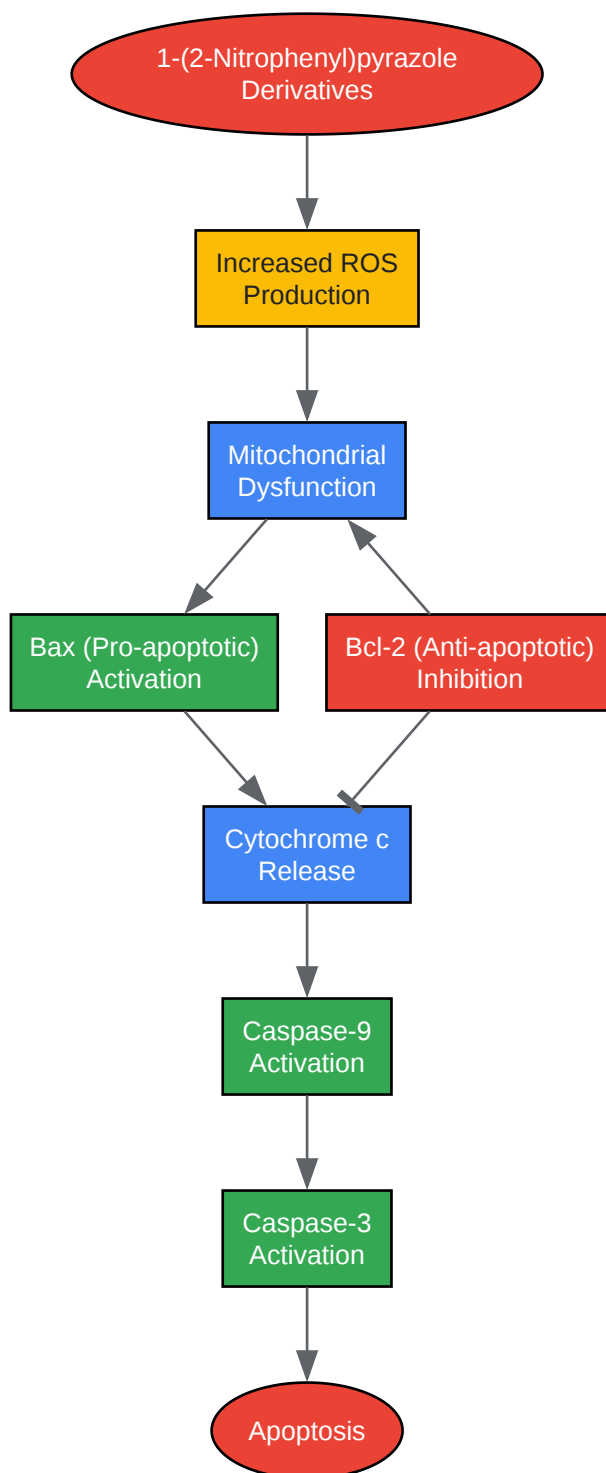 1-(2-Nitrophenyl)pyrazole
Derivatives
Increased ROS
Production
Mitochondrial
Dysfunction
Bax (Pro-apoptotic)
Activation
Bcl-2 (Anti-apoptotic)
Inhibition
Cytochrome c
Release
Caspase-9
Activation
Caspase-3
Activation
Apoptosis